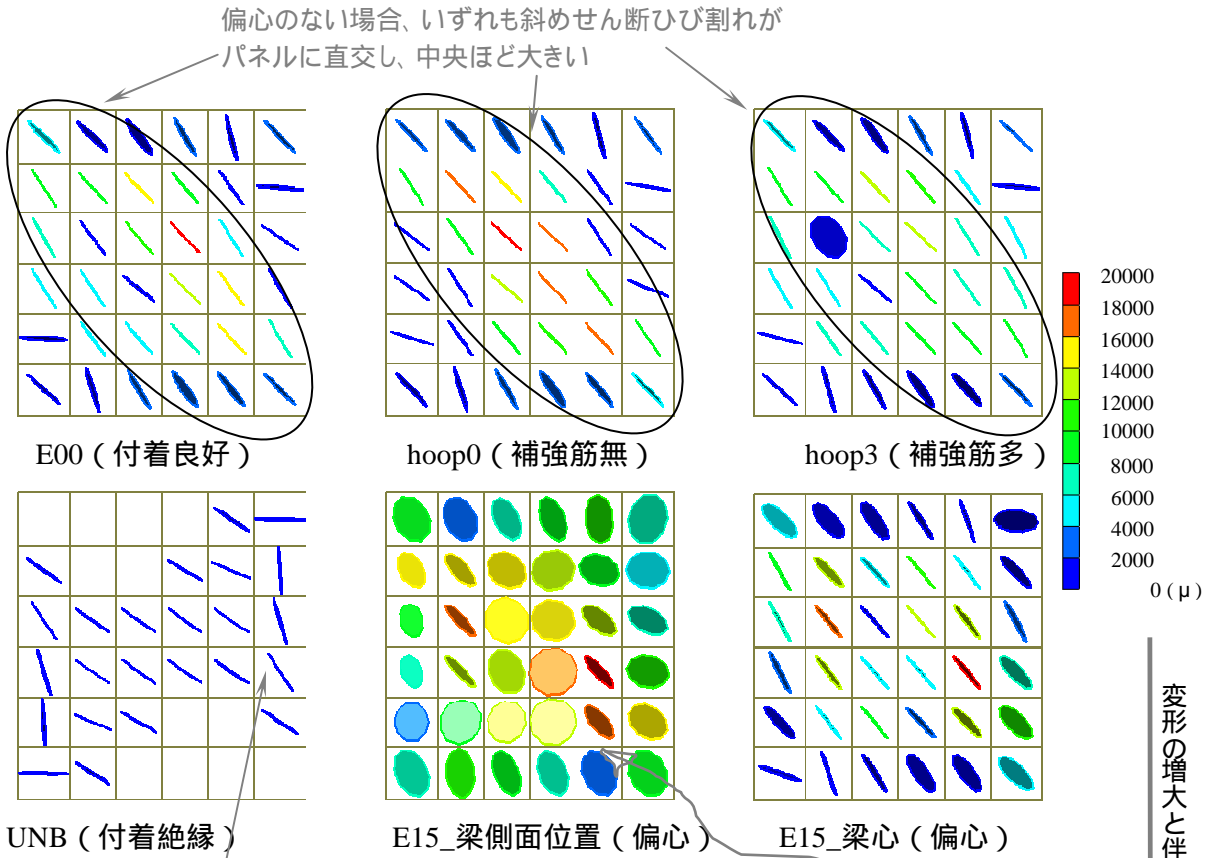 偏心のない場合、いずれも斜めせん断ひび割れが
パネルに直交し、中央ほど大きい
E00（付着良好）
hoop0（補強筋無）
hoop3（補強筋多）
20000
18000
16000
14000
12000
10000
8000
6000
4000
2000
0 (μ)
UNB（付着絶縁）
E15_梁側面位置（偏心）
E15_梁心（偏心）
変形の増大と伴